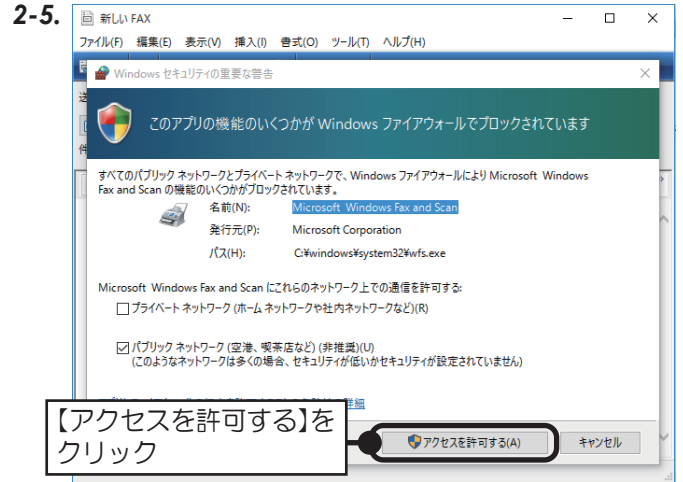 2-5.
新しい FAX
ファイル(F) 編集(E) 表示(V) 挿入(I) 書式(O) ツール(T) ヘルプ(H)
Windows セキュリティの重要な警告
送
このアプリの機能のいくつかが Windows ファイアウォールでブロックされています
件
すべてのパブリック ネットワークとプライベート ネットワークで、Windows ファイアウォールにより Microsoft Windows
Fax and Scan の機能のいくつかがブロックされています。
名前(N): Microsoft Windows Fax and Scan
発行元(P): Microsoft Corporation
パス(H): C:¥windows¥system32¥wfs.exe
Microsoft Windows Fax and Scan にこれらのネットワーク上での通信を許可する:
プライベート ネットワーク (ホーム ネットワークや社内ネットワークなど)(R)
パブリック ネットワーク (空港、喫茶店など) (非推奨)(U)
(このようなネットワークは多くの場合、セキュリティが低いかセキュリティが設定されていません)
詳細
【アクセスを許可する】を
クリック
アクセスを許可する(A) キャンセル